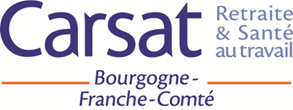 Carsat
Retraite
& Santé
au travail
Bourgogne-
Franche-Comté